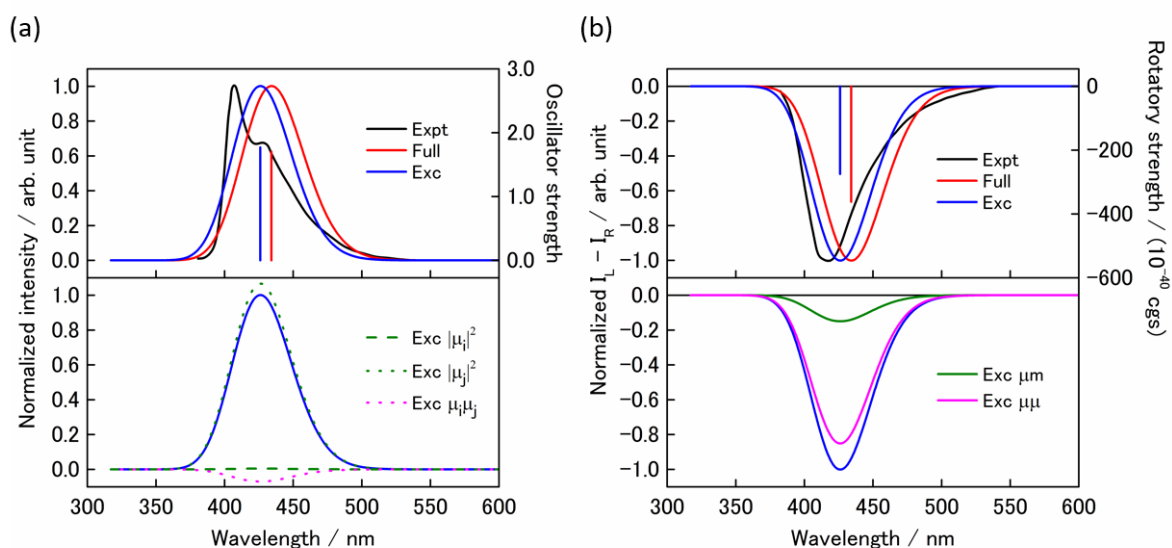 (a)
Normalized intensity / arb. unit
1.0
0.8
0.6
0.4
0.2
0.0
3.0
2.0
1.0
0.0
Oscillator strength
Expt
Full
Exc
1.0
0.8
0.6
0.4
0.2
0.0
Exc |μi|²
Exc |μj|²
Exc μiμj
300 350 400 450 500 550 600
Wavelength / nm
(b)
Normalized I_L − I_R / arb. unit
−0.0
−0.2
−0.4
−0.6
−0.8
−1.0
0
−200
−400
−600
Rotatory strength / (10⁻⁴⁰ cgs)
Expt
Full
Exc
−0.0
−0.2
−0.4
−0.6
−0.8
−1.0
Exc μm
Exc μμ
300 350 400 450 500 550 600
Wavelength / nm